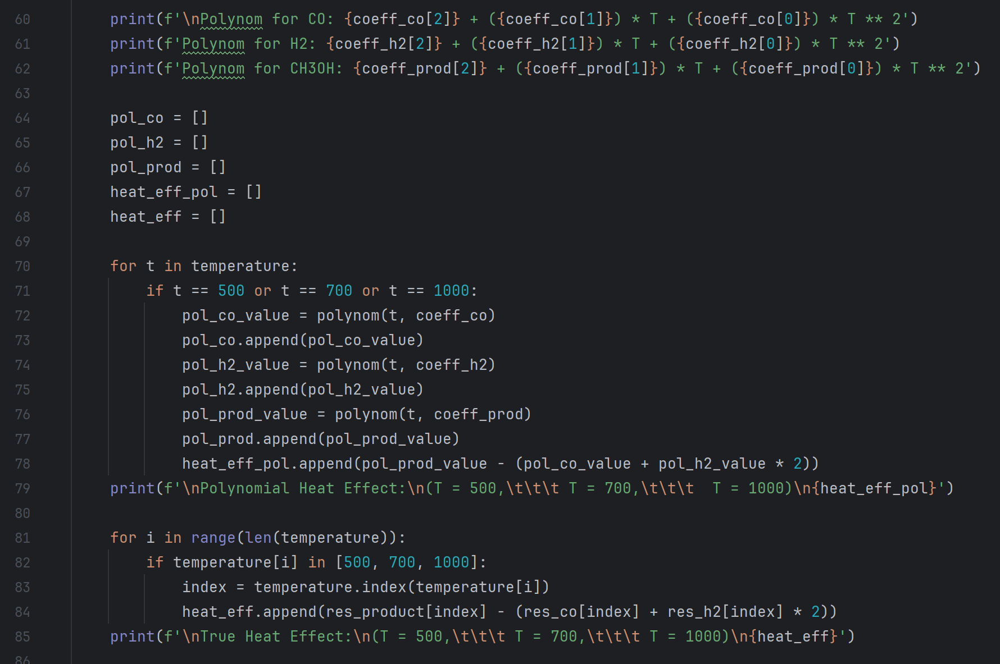 60 print(f'\nPolynom for CO: {coeff_co[2]} + ({coeff_co[1]}) * T + ({coeff_co[0]}) * T ** 2')
61 print(f'Polynom for H2: {coeff_h2[2]} + ({coeff_h2[1]}) * T + ({coeff_h2[0]}) * T ** 2')
62 print(f'Polynom for CH3OH: {coeff_prod[2]} + ({coeff_prod[1]}) * T + ({coeff_prod[0]}) * T ** 2')
63
64 pol_co = []
65 pol_h2 = []
66 pol_prod = []
67 heat_eff_pol = []
68 heat_eff = []
69
70 for t in temperature:
71     if t == 500 or t == 700 or t == 1000:
72         pol_co_value = polynom(t, coeff_co)
73         pol_co.append(pol_co_value)
74         pol_h2_value = polynom(t, coeff_h2)
75         pol_h2.append(pol_h2_value)
76         pol_prod_value = polynom(t, coeff_prod)
77         pol_prod.append(pol_prod_value)
78         heat_eff_pol.append(pol_prod_value - (pol_co_value + pol_h2_value * 2))
79 print(f'\nPolynomial Heat Effect:\n(T = 500,\t\t\t T = 700,\t\t\t  T = 1000)\n{heat_eff_pol}')
80
81 for i in range(len(temperature)):
82     if temperature[i] in [500, 700, 1000]:
83         index = temperature.index(temperature[i])
84         heat_eff.append(res_product[index] - (res_co[index] + res_h2[index] * 2))
85 print(f'\nTrue Heat Effect:\n(T = 500,\t\t\t T = 700,\t\t\t T = 1000)\n{heat_eff}')
86